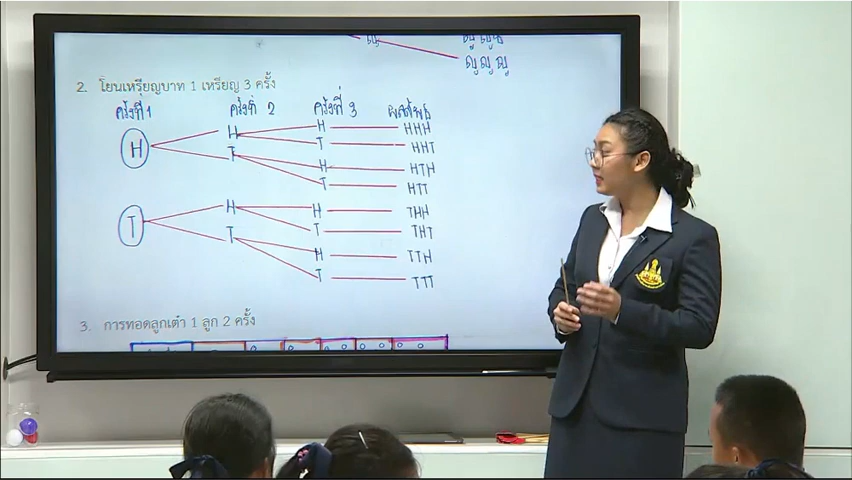 ญ ญ ญ
2. โยนเหรียญบาท 1 เหรียญ 3 ครั้ง
ครั้งที่ 1 ครั้งที่ 2 ครั้งที่ 3 ผลลัพธ์
H H H HHH
T HHT
T H HTH
T HTT
T H H THH
T THT
T H TTH
T TTT
3. การทอดลูกเต๋า 1 ลูก 2 ครั้ง